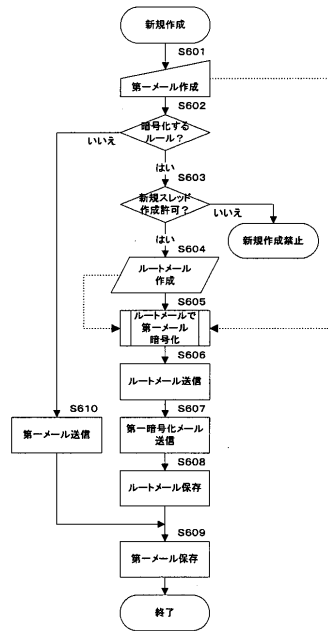 新規作成
S601
第一メール作成
S602
暗号化する
ルール？
いいえ
はい
S603
新規スレッド
作成許可？
いいえ
はい
新規作成禁止
S604
ルートメール
作成
S605
ルートメールで
第一メール
暗号化
S606
ルートメール送信
S610
第一メール送信
S607
第一暗号化メール
送信
S608
ルートメール保存
S609
第一メール保存
終了